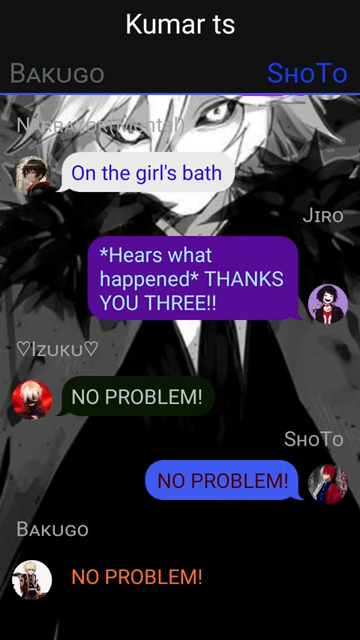 Kumar ts
BAKUGO
SHOTO
On the girl's bath
JIRO
*Hears what
happened* THANKS
YOU THREE!!
♡IZUKU♡
NO PROBLEM!
SHOTO
NO PROBLEM!
BAKUGO
NO PROBLEM!